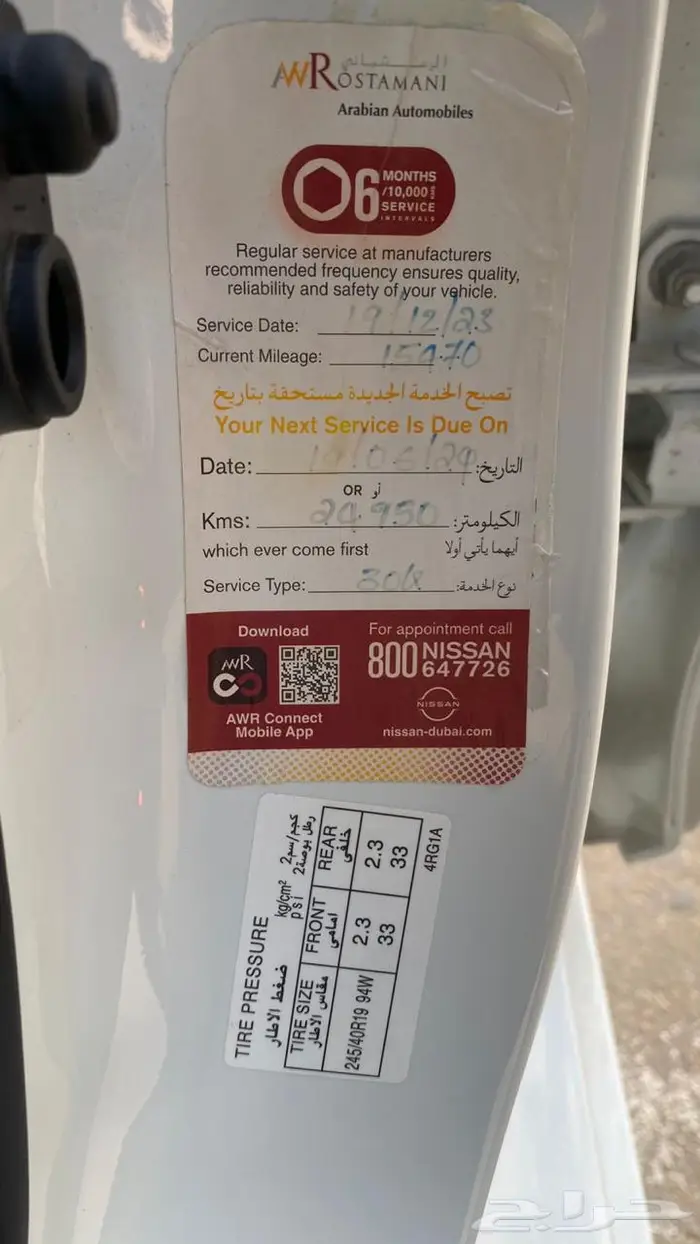 الرستماني
AWROSTAMANI
Arabian Automobiles
06 MONTHS
/10,000 KMS
SERVICE
INTERVALS
Regular service at manufacturers
recommended frequency ensures quality,
reliability and safety of your vehicle.
Service Date: 19/12/23
Current Mileage:
تصبح الخدمة الجديدة مستحقة بتاريخ
Your Next Service Is Due On
Date: التاريخ:
OR أو
Kms: الكيلومتر:
which ever come first أيهما يأتي أولا
Service Type: نوع الخدمة:
Download
AWR
AWR Connect
Mobile App
For appointment call
800 NISSAN
647726
NISSAN
nissan-dubai.com
TIRE PRESSURE kg/cm² كجم/سم2
ضغط الاطار psi رطل بوصة2
TIRE SIZE FRONT REAR
مقاس الاطار امامى خلفى
245/40R19 94W 2.3 2.3
33 33
4RG1A
حراج